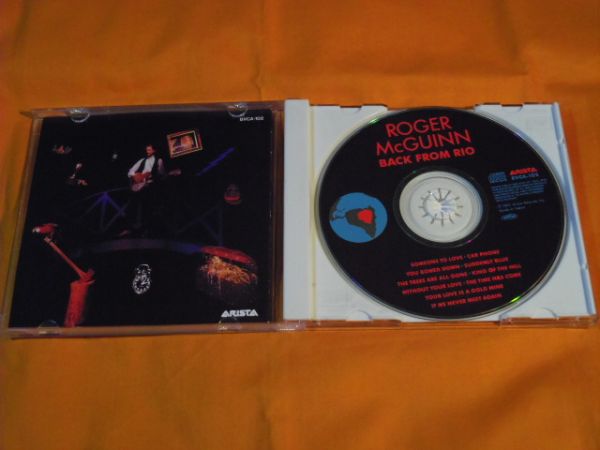 BVCA-102
ARISTA
ROGER
McGUINN
BACK FROM RIO
ARISTA
BVCA-102
SOMEONE TO LOVE · CAR PHONE
YOU BOWED DOWN · SUDDENLY BLUE
THE TREES ARE ALL GONE · KING OF THE HILL
WITHOUT YOUR LOVE · THE TIME HAS COME
YOUR LOVE IS A GOLD MINE
IF WE NEVER MEET AGAIN